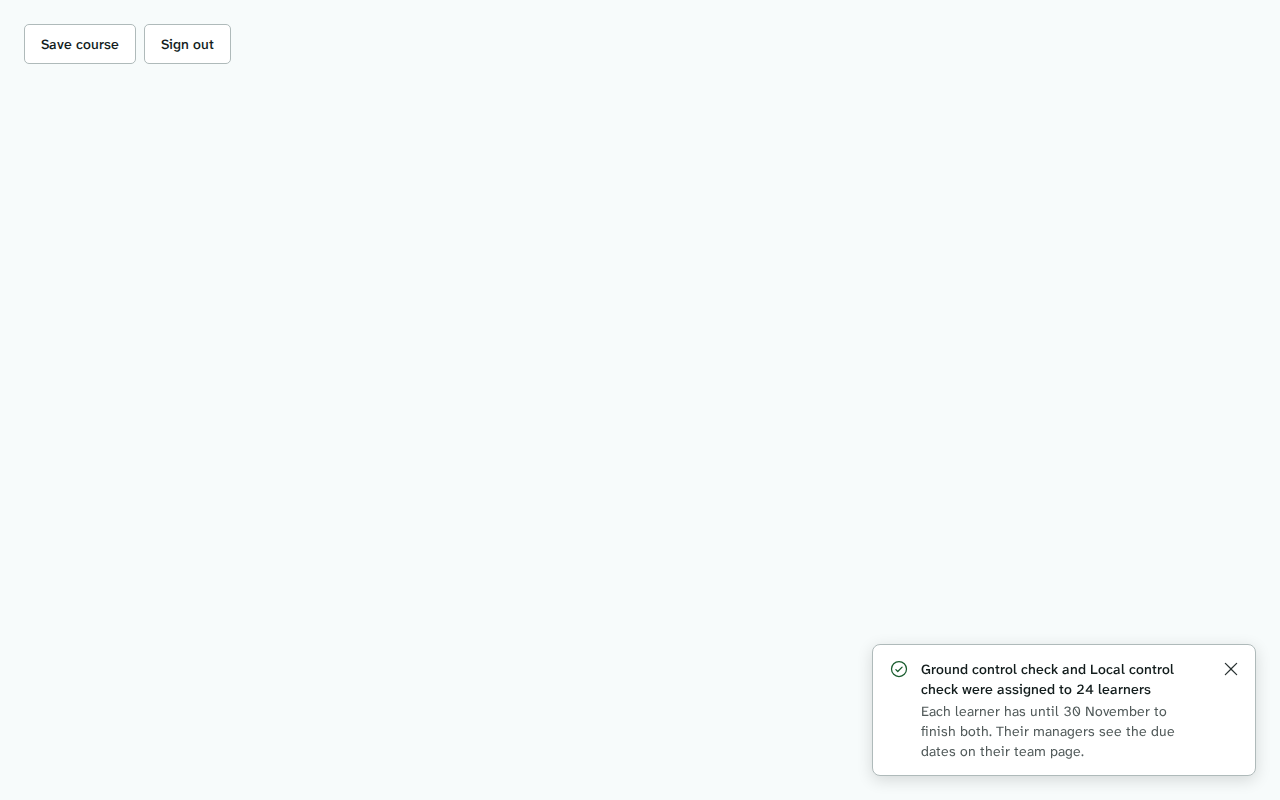 Save course
Sign out
Ground control check and Local control
check were assigned to 24 learners
Each learner has until 30 November to
finish both. Their managers see the due
dates on their team page.